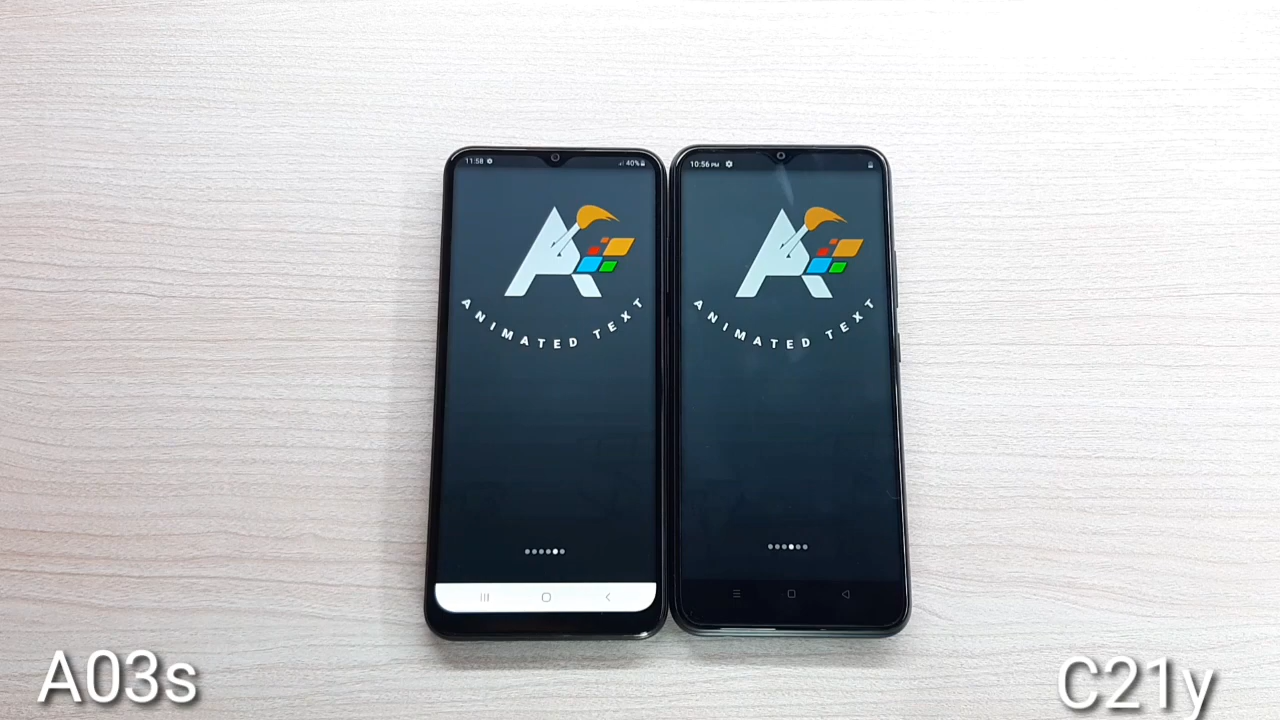 11:58
40%
10:56 PM
ANIMATED TEXT
ANIMATED TEXT
A03s
C21y